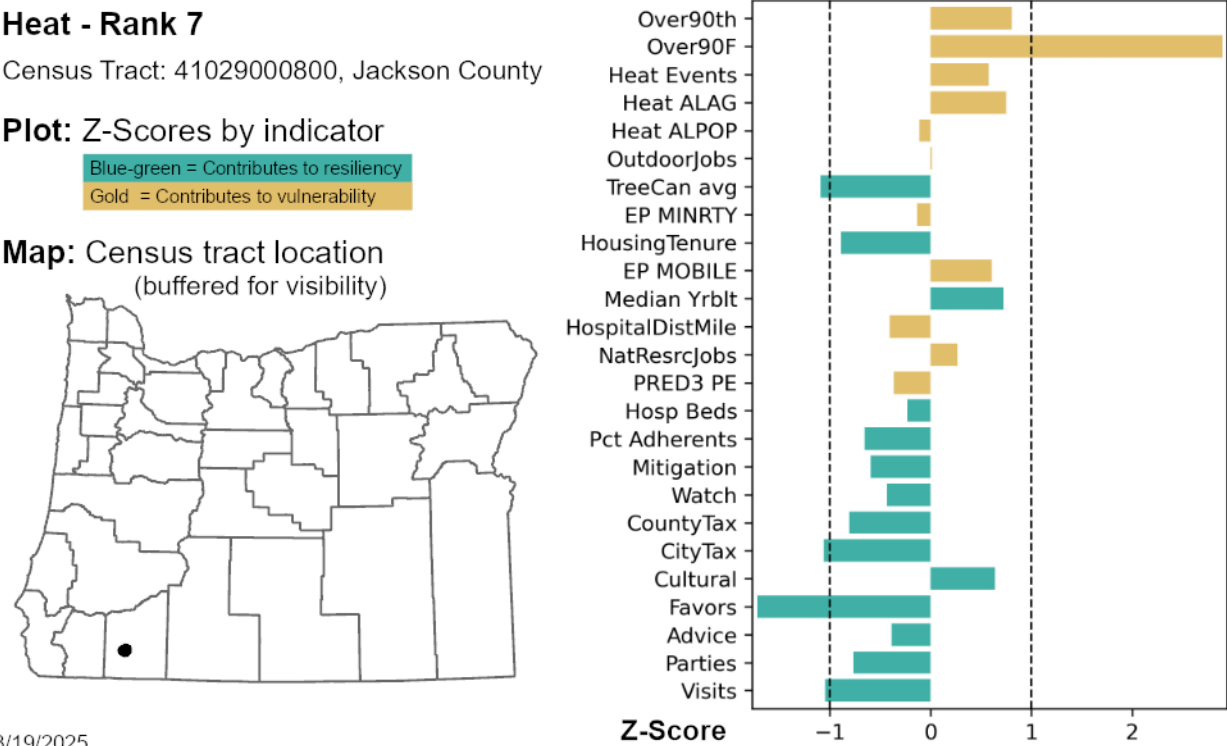 Heat - Rank 7
Census Tract: 41029000800, Jackson County
Plot: Z-Scores by indicator
Blue-green = Contributes to resiliency
Gold = Contributes to vulnerability
Map: Census tract location
(buffered for visibility)
/19/2025
Over90th
Over90F
Heat Events
Heat ALAG
Heat ALPOP
OutdoorJobs
TreeCan avg
EP MINRTY
HousingTenure
EP MOBILE
Median Yrblt
HospitalDistMile
NatResrcJobs
PRED3 PE
Hosp Beds
Pct Adherents
Mitigation
Watch
CountyTax
CityTax
Cultural
Favors
Advice
Parties
Visits
Z-Score
−1 0 1 2